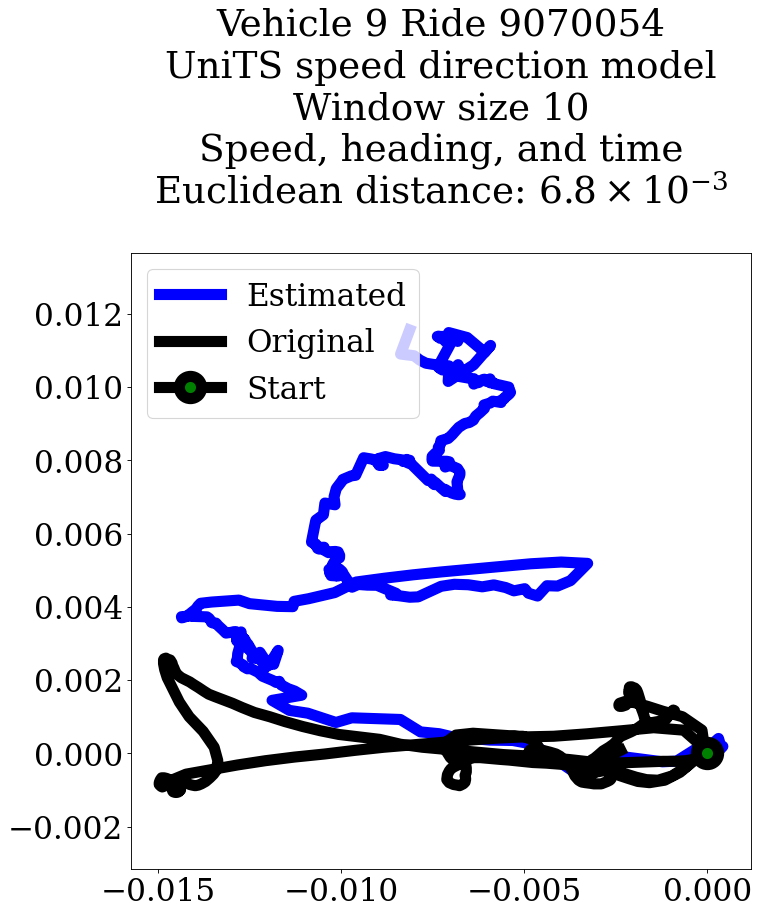 Vehicle 9 Ride 9070054
UniTS speed direction model
Window size 10
Speed, heading, and time
Euclidean distance: 6.8 × 10⁻³
Estimated
Original
Start
0.012
0.010
0.008
0.006
0.004
0.002
0.000
−0.002
−0.015 −0.010 −0.005 0.000